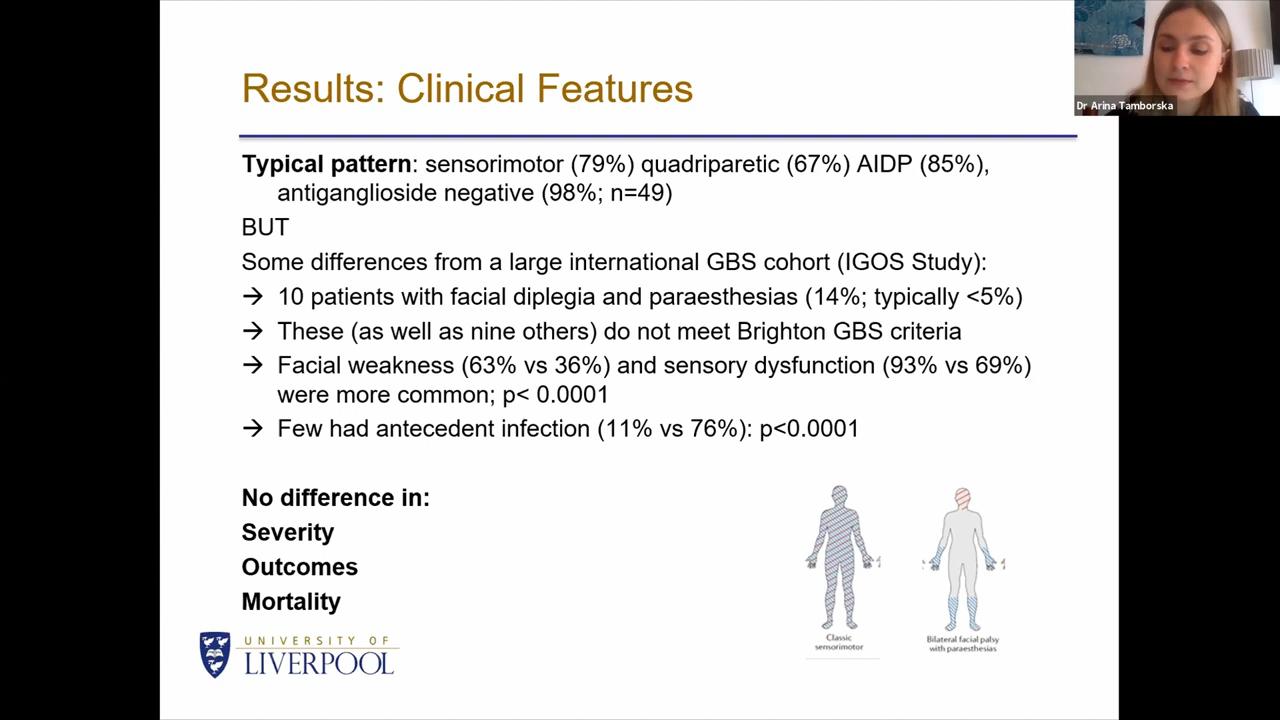 Dr Arina Tamborska
Results: Clinical Features
Typical pattern: sensorimotor (79%) quadriparetic (67%) AIDP (85%),
antiganglioside negative (98%; n=49)
BUT
Some differences from a large international GBS cohort (IGOS Study):
→ 10 patients with facial diplegia and paraesthesias (14%; typically <5%)
→ These (as well as nine others) do not meet Brighton GBS criteria
→ Facial weakness (63% vs 36%) and sensory dysfunction (93% vs 69%)
were more common; p< 0.0001
→ Few had antecedent infection (11% vs 76%): p<0.0001
No difference in:
Severity
Outcomes
Mortality
Classic
sensorimotor
Bilateral facial palsy
with paraesthesias
UNIVERSITY OF
LIVERPOOL